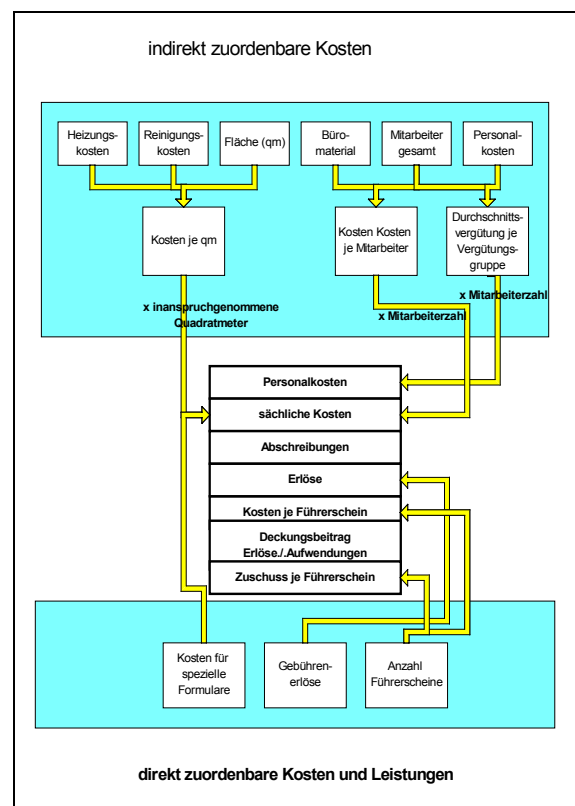 indirekt zuordenbare Kosten
Heizungs-
kosten
Reinigungs-
kosten
Fläche (qm)
Büro-
material
Mitarbeiter
gesamt
Personal-
kosten
Kosten je qm
Kosten Kosten
je Mitarbeiter
Durchschnitts-
vergütung je
Vergütungs-
gruppe
x inanspruchgenommene
Quadratmeter
x Mitarbeiterzahl
x Mitarbeiterzahl
Personalkosten
sächliche Kosten
Abschreibungen
Erlöse
Kosten je Führerschein
Deckungsbeitrag
Erlöse./.Aufwendungen
Zuschuss je Führerschein
Kosten für
spezielle
Formulare
Gebühren-
erlöse
Anzahl
Führerscheine
direkt zuordenbare Kosten und Leistungen